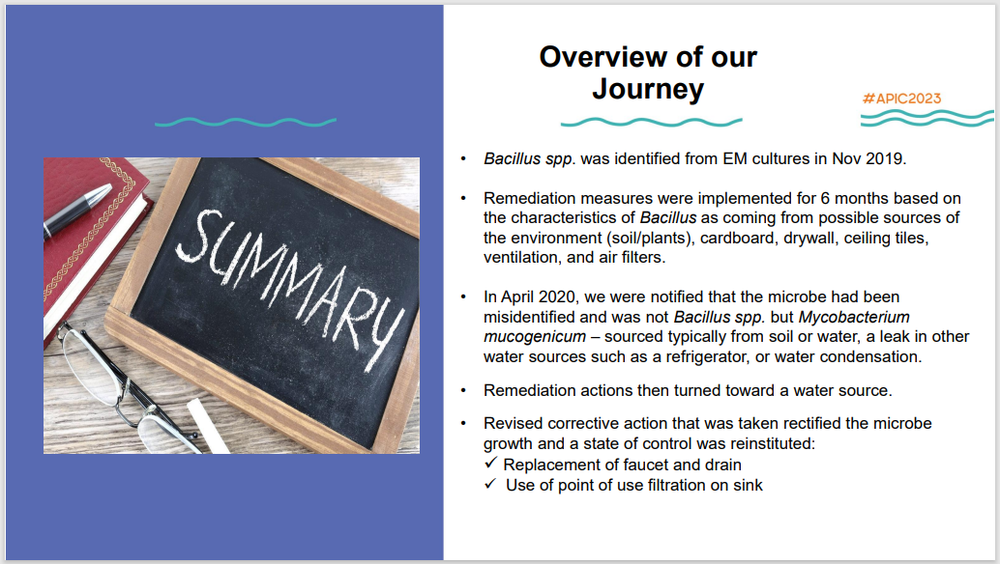 Overview of our
Journey
#APIC2023
SUMMARY
• Bacillus spp. was identified from EM cultures in Nov 2019.
• Remediation measures were implemented for 6 months based on
the characteristics of Bacillus as coming from possible sources of
the environment (soil/plants), cardboard, drywall, ceiling tiles,
ventilation, and air filters.
• In April 2020, we were notified that the microbe had been
misidentified and was not Bacillus spp. but Mycobacterium
mucogenicum – sourced typically from soil or water, a leak in other
water sources such as a refrigerator, or water condensation.
• Remediation actions then turned toward a water source.
• Revised corrective action that was taken rectified the microbe
growth and a state of control was reinstituted:
✓ Replacement of faucet and drain
✓ Use of point of use filtration on sink